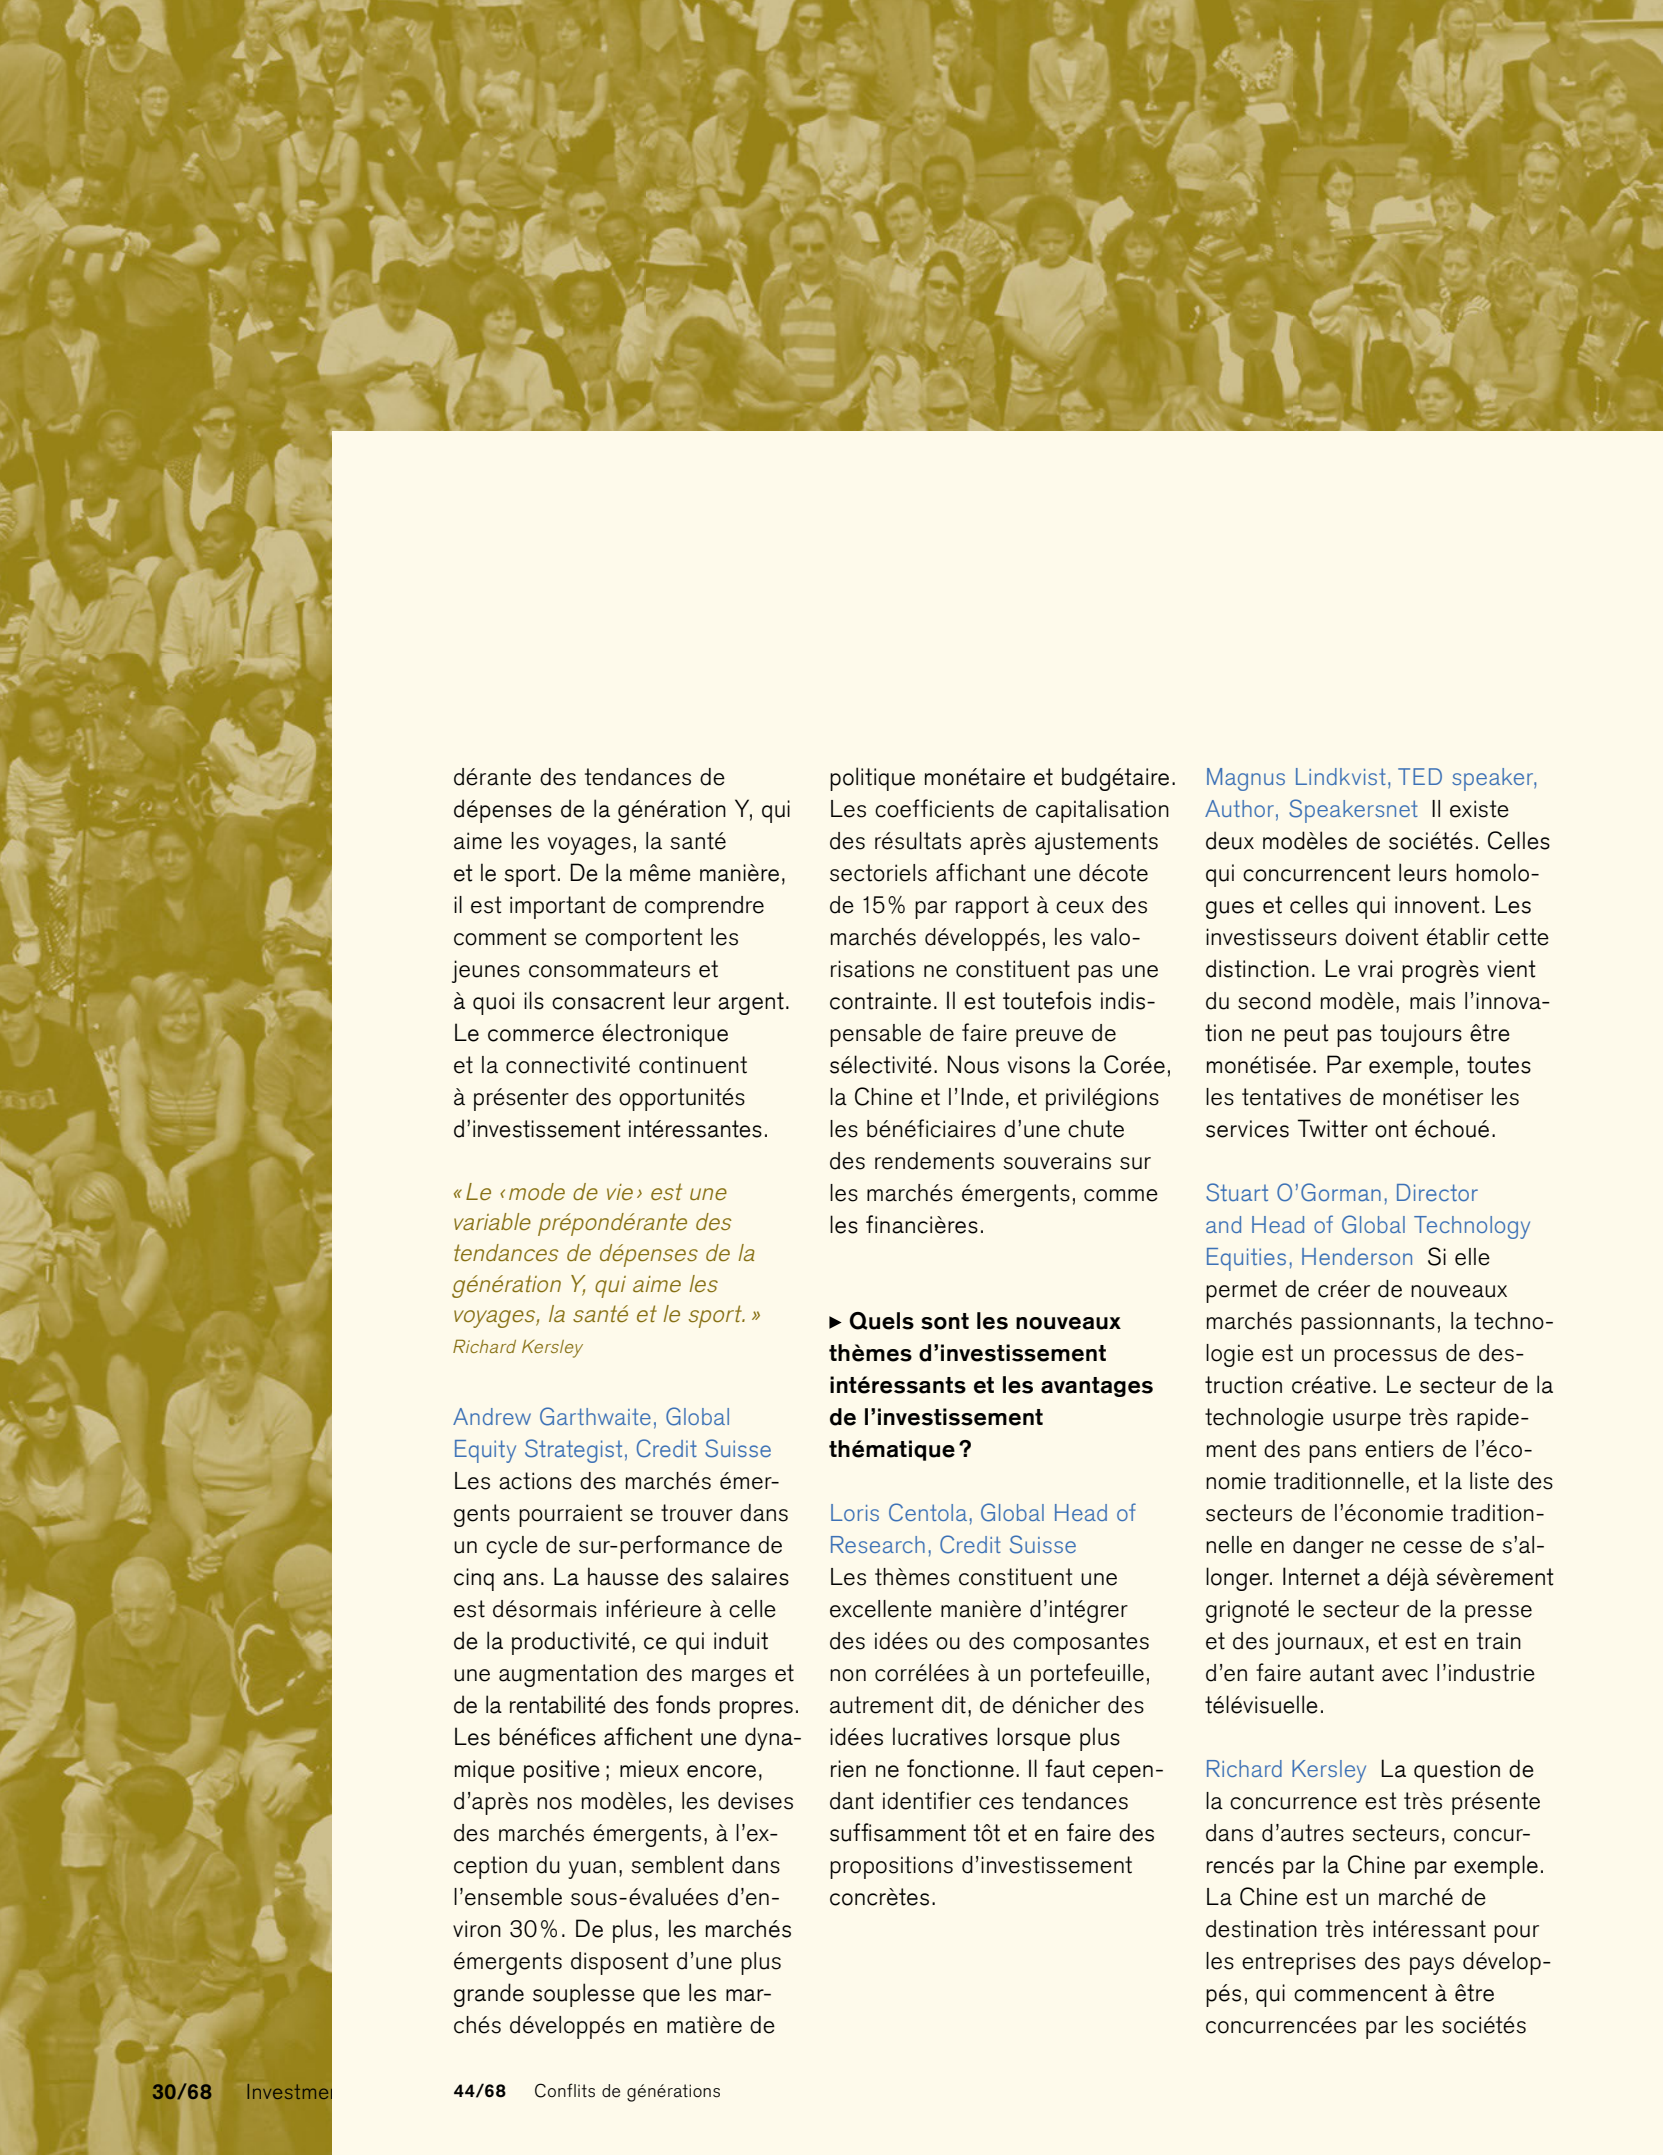 dérante des tendances de
dépenses de la génération Y, qui
aime les voyages, la santé
et le sport. De la même manière,
il est important de comprendre
comment se comportent les
jeunes consommateurs et
à quoi ils consacrent leur argent.
Le commerce électronique
et la connectivité continuent
à présenter des opportunités
d'investissement intéressantes.
« Le ‹ mode de vie › est une
variable prépondérante des
tendances de dépenses de la
génération Y, qui aime les
voyages, la santé et le sport. »
Richard Kersley
Andrew Garthwaite, Global
Equity Strategist, Credit Suisse
Les actions des marchés émer-
gents pourraient se trouver dans
un cycle de sur-performance de
cinq ans. La hausse des salaires
est désormais inférieure à celle
de la productivité, ce qui induit
une augmentation des marges et
de la rentabilité des fonds propres.
Les bénéfices affichent une dyna-
mique positive ; mieux encore,
d'après nos modèles, les devises
des marchés émergents, à l'ex-
ception du yuan, semblent dans
l'ensemble sous-évaluées d'en-
viron 30 %. De plus, les marchés
émergents disposent d'une plus
grande souplesse que les mar-
chés développés en matière de
politique monétaire et budgétaire.
Les coefficients de capitalisation
des résultats après ajustements
sectoriels affichant une décote
de 15 % par rapport à ceux des
marchés développés, les valo-
risations ne constituent pas une
contrainte. Il est toutefois indis-
pensable de faire preuve de
sélectivité. Nous visons la Corée,
la Chine et l'Inde, et privilégions
les bénéficiaires d'une chute
des rendements souverains sur
les marchés émergents, comme
les financières.
▸ Quels sont les nouveaux
thèmes d'investissement
intéressants et les avantages
de l'investissement
thématique ?
Loris Centola, Global Head of
Research, Credit Suisse
Les thèmes constituent une
excellente manière d'intégrer
des idées ou des composantes
non corrélées à un portefeuille,
autrement dit, de dénicher des
idées lucratives lorsque plus
rien ne fonctionne. Il faut cepen-
dant identifier ces tendances
suffisamment tôt et en faire des
propositions d'investissement
concrètes.
Magnus Lindkvist, TED speaker,
Author, Speakersnet Il existe
deux modèles de sociétés. Celles
qui concurrencent leurs homolo-
gues et celles qui innovent. Les
investisseurs doivent établir cette
distinction. Le vrai progrès vient
du second modèle, mais l'innova-
tion ne peut pas toujours être
monétisée. Par exemple, toutes
les tentatives de monétiser les
services Twitter ont échoué.
Stuart O'Gorman, Director
and Head of Global Technology
Equities, Henderson Si elle
permet de créer de nouveaux
marchés passionnants, la techno-
logie est un processus de des-
truction créative. Le secteur de la
technologie usurpe très rapide-
ment des pans entiers de l'éco-
nomie traditionnelle, et la liste des
secteurs de l'économie tradition-
nelle en danger ne cesse de s'al-
longer. Internet a déjà sévèrement
grignoté le secteur de la presse
et des journaux, et est en train
d'en faire autant avec l'industrie
télévisuelle.
Richard Kersley La question de
la concurrence est très présente
dans d'autres secteurs, concur-
rencés par la Chine par exemple.
La Chine est un marché de
destination très intéressant pour
les entreprises des pays dévelop-
pés, qui commencent à être
concurrencées par les sociétés
30/68 Investme
44/68 Conflits de générations